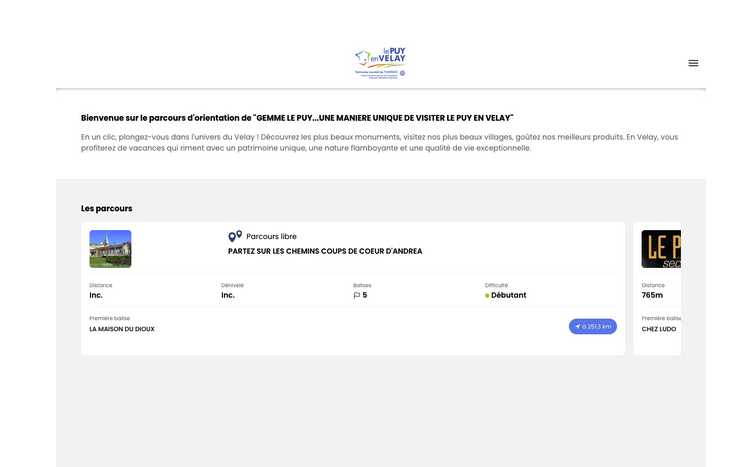 le PUY
en VELAY
Patrimoine mondial de l'UNESCO
Bienvenue sur le parcours d'orientation de "GEMME LE PUY...UNE MANIERE UNIQUE DE VISITER LE PUY EN VELAY"
En un clic, plongez-vous dans l'univers du Velay ! Découvrez les plus beaux monuments, visitez nos plus beaux villages, goûtez nos meilleurs produits. En Velay, vous
profiterez de vacances qui riment avec un patrimoine unique, une nature flamboyante et une qualité de vie exceptionnelle.
Les parcours
Parcours libre
PARTEZ SUR LES CHEMINS COUPS DE COEUR D'ANDREA
Distance
Inc.
Dénivelé
Inc.
Balises
5
Difficulté
Débutant
Première balise
LA MAISON DU DIOUX
à 251,3 km
LE P
sec
Distance
765m
Première balise
CHEZ LUDO